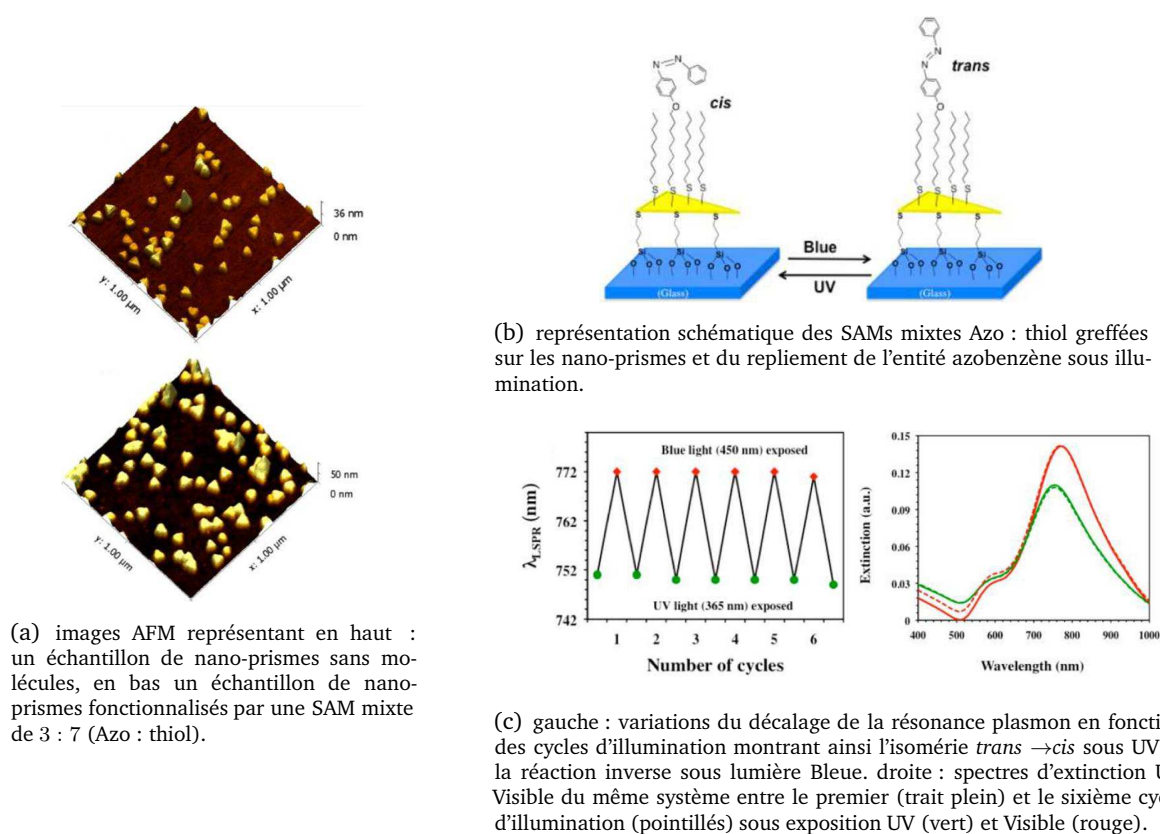 36 nm
0 nm
y: 1.00 µm
x: 1.00 µm
50 nm
0 nm
y: 1.00 µm
x: 1.00 µm
(a) images AFM représentant en haut :
un échantillon de nano-prismes sans mo-
lécules, en bas un échantillon de nano-
prismes fonctionnalisés par une SAM mixte
de 3 : 7 (Azo : thiol).
N
N
cis
O
S
S
S
S
S
S
S
Si
Si
Si
O
O
O
O
O
O
O
(Glass)
Blue
UV
N
N
trans
O
S
S
S
S
S
S
S
Si
Si
Si
O
O
O
O
O
O
O
(Glass)
(b) représentation schématique des SAMs mixtes Azo : thiol greffées
sur les nano-prismes et du repliement de l'entité azobenzène sous illu-
mination.
772
762
752
742
λLSPR (nm)
Blue light (450 nm) exposed
UV light (365 nm) exposed
1 2 3 4 5 6
Number of cycles
0.15
0.12
0.09
0.06
0.03
0
Extinction (a.u.)
400 500 600 700 800 900 1000
Wavelength (nm)
(c) gauche : variations du décalage de la résonance plasmon en foncti
des cycles d'illumination montrant ainsi l'isomérie trans →cis sous UV
la réaction inverse sous lumière Bleue. droite : spectres d'extinction U
Visible du même système entre le premier (trait plein) et le sixième cy
d'illumination (pointillés) sous exposition UV (vert) et Visible (rouge).